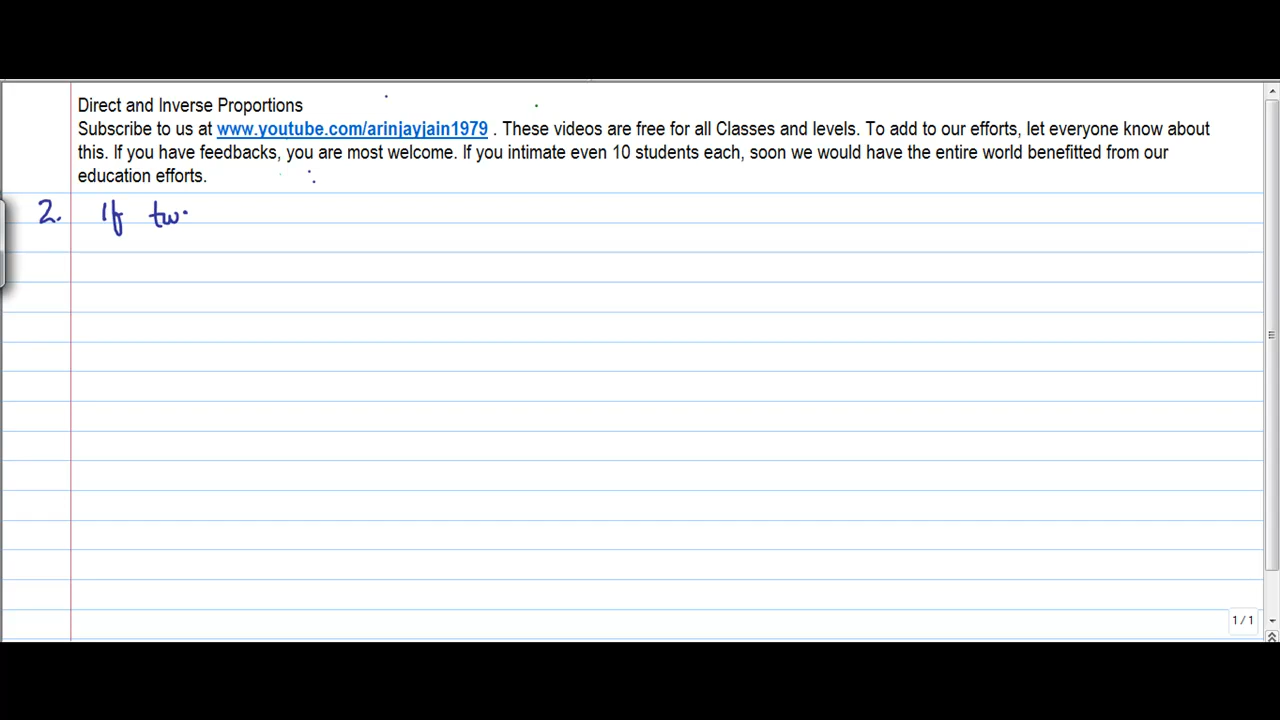 Direct and Inverse Proportions
Subscribe to us at www.youtube.com/arinjayjain1979 . These videos are free for all Classes and levels. To add to our efforts, let everyone know about
this. If you have feedbacks, you are most welcome. If you intimate even 10 students each, soon we would have the entire world benefitted from our
education efforts.
2. If tw
1 / 1